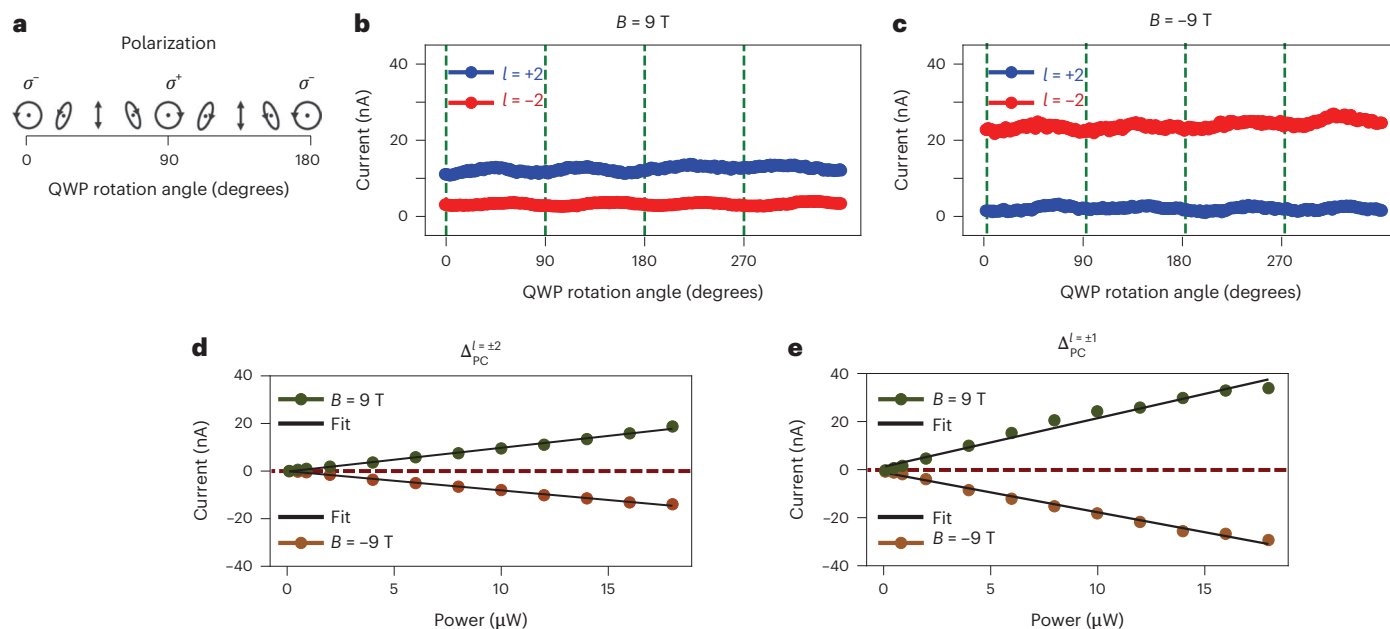 a
Polarization
σ⁻ σ⁺ σ⁻
0 90 180
QWP rotation angle (degrees)
b
B = 9 T
l = +2
l = −2
Current (nA)
40
20
0
0 90 180 270
QWP rotation angle (degrees)
c
B = −9 T
l = +2
l = −2
Current (nA)
40
20
0
0 90 180 270
QWP rotation angle (degrees)
d
Δ_PC^{l = ±2}
B = 9 T
Fit
Fit
B = −9 T
Current (nA)
40
20
0
−20
−40
0 5 10 15
Power (μW)
e
Δ_PC^{l = ±1}
B = 9 T
Fit
Fit
B = −9 T
Current (nA)
40
20
0
−20
−40
0 5 10 15
Power (μW)